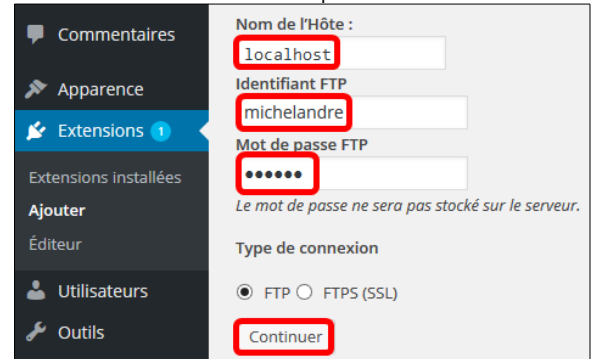 Commentaires
Apparence
Extensions 1
Extensions installées
Ajouter
Éditeur
Utilisateurs
Outils
Nom de l'Hôte :
localhost
Identifiant FTP
michelandre
Mot de passe FTP
••••••
Le mot de passe ne sera pas stocké sur le serveur.
Type de connexion
FTP FTPS (SSL)
Continuer